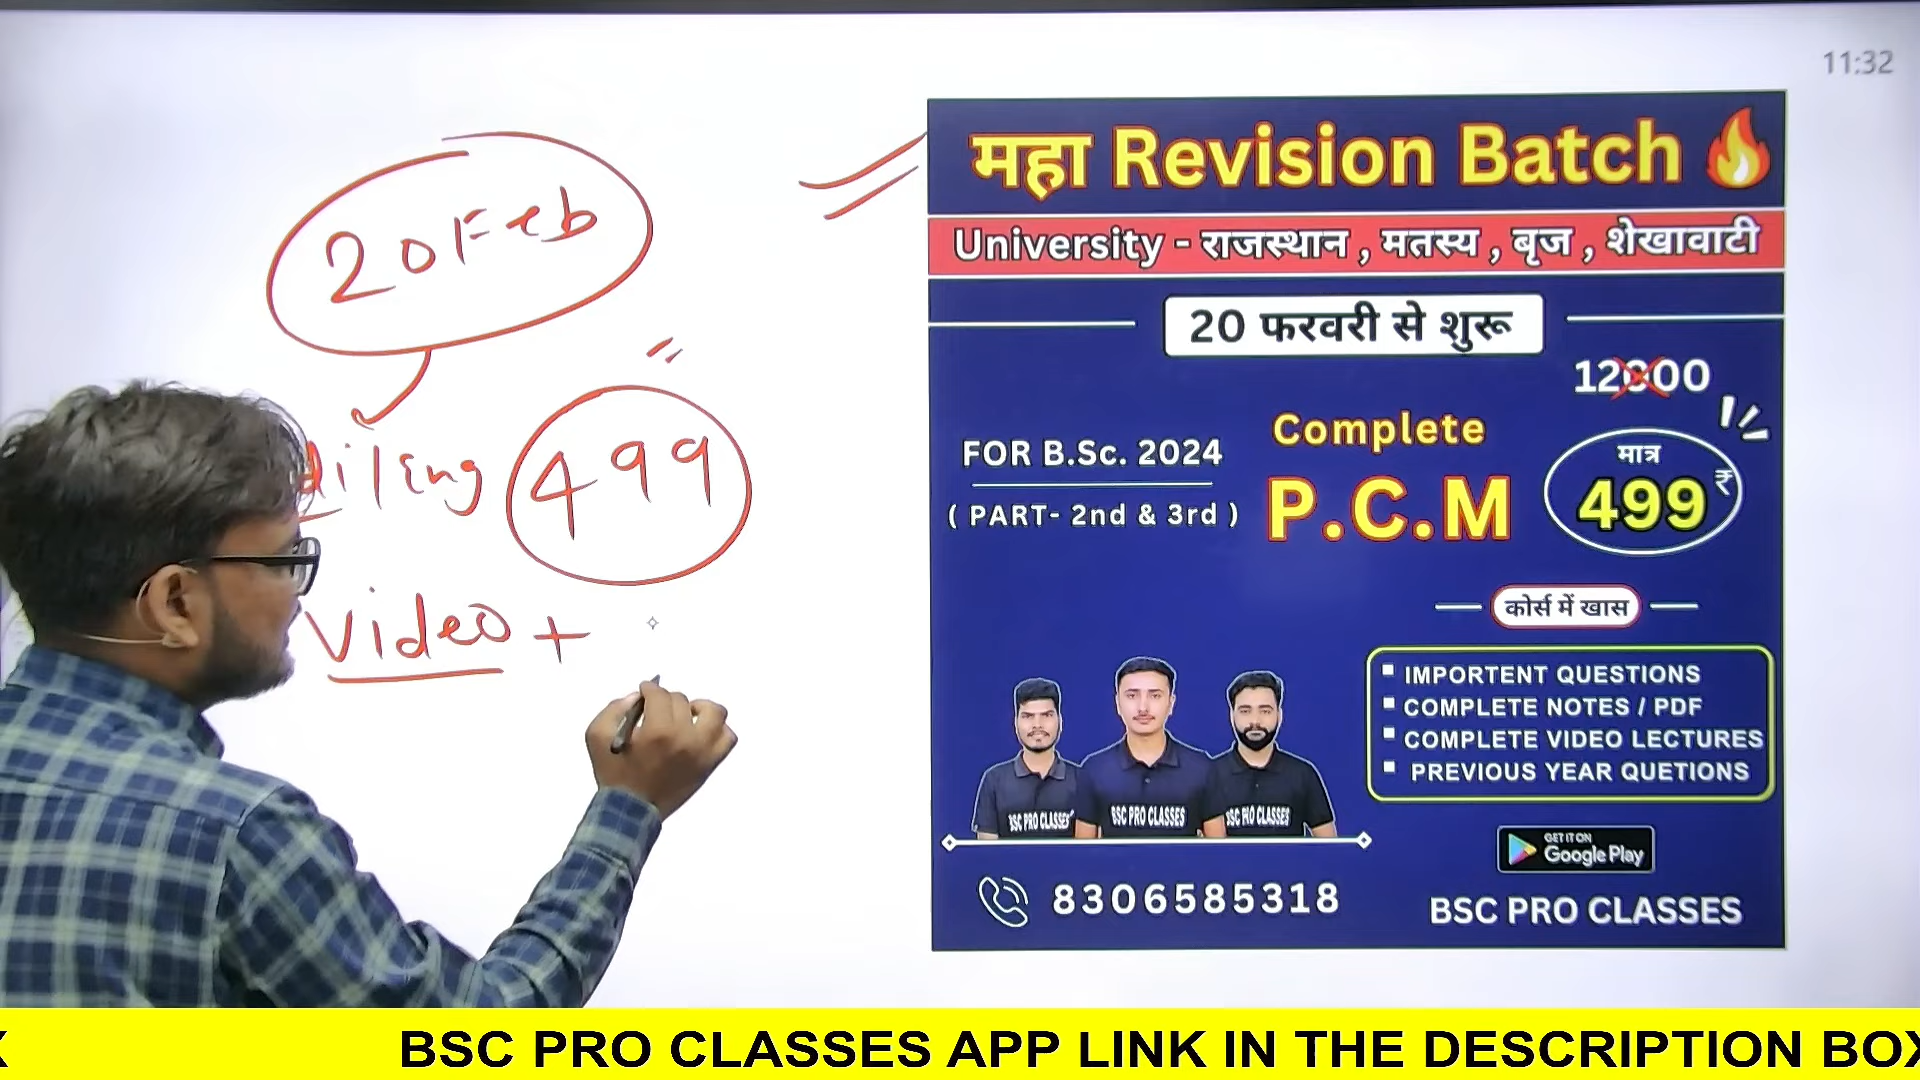 11:32
20 Feb
499
Video +
महा Revision Batch
University - राजस्थान , मतस्य , बृज , शेखावाटी
20 फरवरी से शुरू
12000
FOR B.Sc. 2024
( PART- 2nd & 3rd )
Complete
P.C.M
मात्र
499 ₹
कोर्स में खास
IMPORTENT QUESTIONS
COMPLETE NOTES / PDF
COMPLETE VIDEO LECTURES
PREVIOUS YEAR QUETIONS
BSC PRO CLASSES
BSC PRO CLASSES
BSC PRO CLASSES
GET IT ON
Google Play
8306585318
BSC PRO CLASSES
X
BSC PRO CLASSES APP LINK IN THE DESCRIPTION BOX